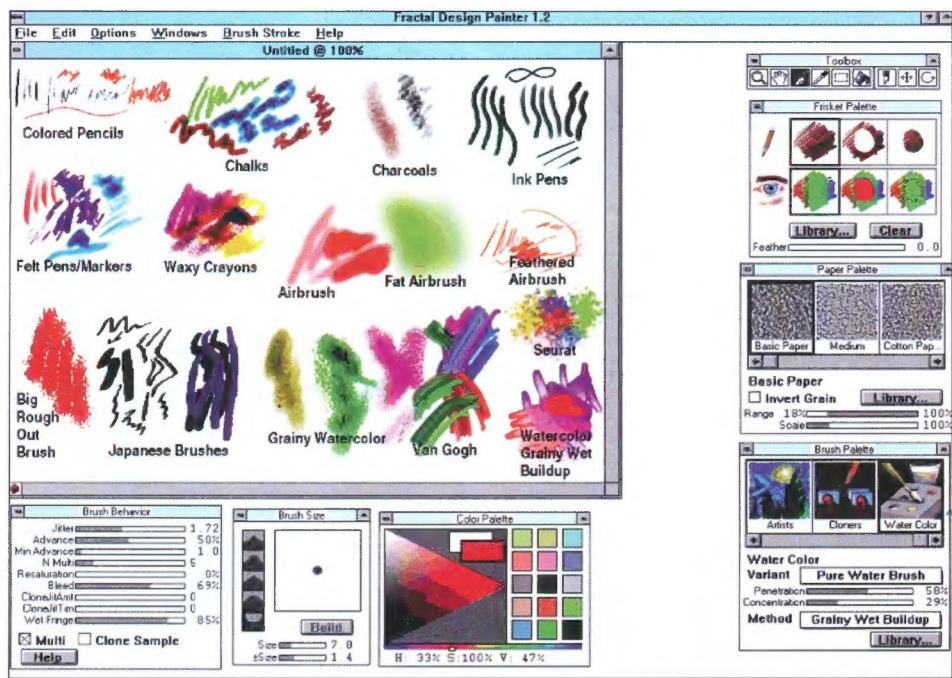 Fractal Design Painter 1.2
File Edit Options Windows Brush Stroke Help
Untitled @ 100%
Colored Pencils
Chalks
Charcoals
Ink Pens
Felt Pens/Markers
Waxy Crayons
Airbrush
Fat Airbrush
Feathered
Airbrush
Seurat
Big
Rough
Out
Brush
Japanese Brushes
Grainy Watercolor
Van Gogh
Watercolor
Grainy Wet
Buildup
Toobox
Frisket Palette
Library... Clear
Feather 0.0
Paper Palette
Basic Paper Medium Cotton Pap...
Basic Paper
Invert Grain Library...
Range 18% 100%
Scale 100%
Brush Palette
Artists Cloners Water Color
Water Color
Variant Pure Water Brush
Penetration 58%
Concentration 29%
Method Grainy Wet Buildup
Library...
Brush Behavior
Jitter 1.72
Advance 50%
Min Advance 1.0
N Multi 5
Resaturation 0%
Bleed 69%
CloneJitAmt 0
CloneJitTim 0
Wet Fringe 85%
Multi Clone Sample
Help
Brush Size
Build
Size 7.0
±Size 1.4
Color Palette
H: 33% S:100% V: 47%